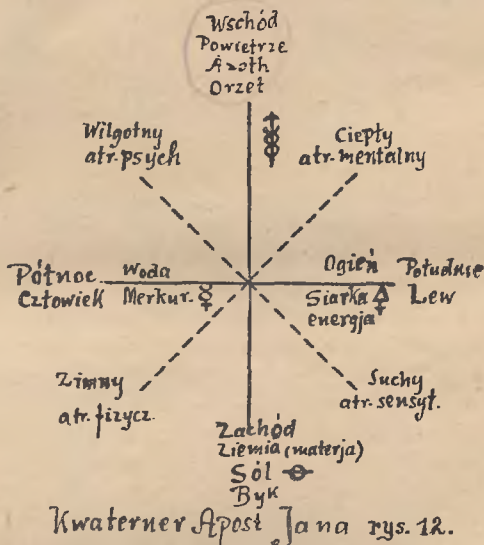 Wschód
Powietrze
Azoth
Orzeł
Wilgotny
atr. psych
Ciepły
atr. mentalny
Północ
Człowiek
Woda
Merkur.
Ogień
Siarka
energja
Południe
Lew
Zimny
atr. fizycz.
Suchy
atr. sensyt.
Zachód
Ziemia (materja)
Sól
Byk
Kwaterner Apost. Jana rys. 12.